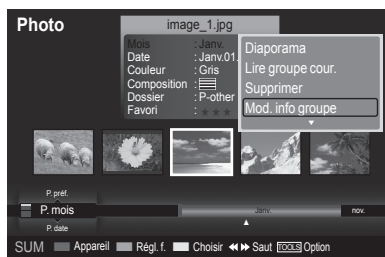 Photo
image_1.jpg
Mois : Janv.
Date : Janv.01.
Couleur : Gris
Composition :
Dossier : P-other
Favori : ★ ★ ★
Diaporama
Lire groupe cour.
Supprimer
Mod. info groupe
P. préf.
P. mois
P. date
Janv.
nov.
SUM Appareil Régl. f. Choisir Saut TOOLS Option